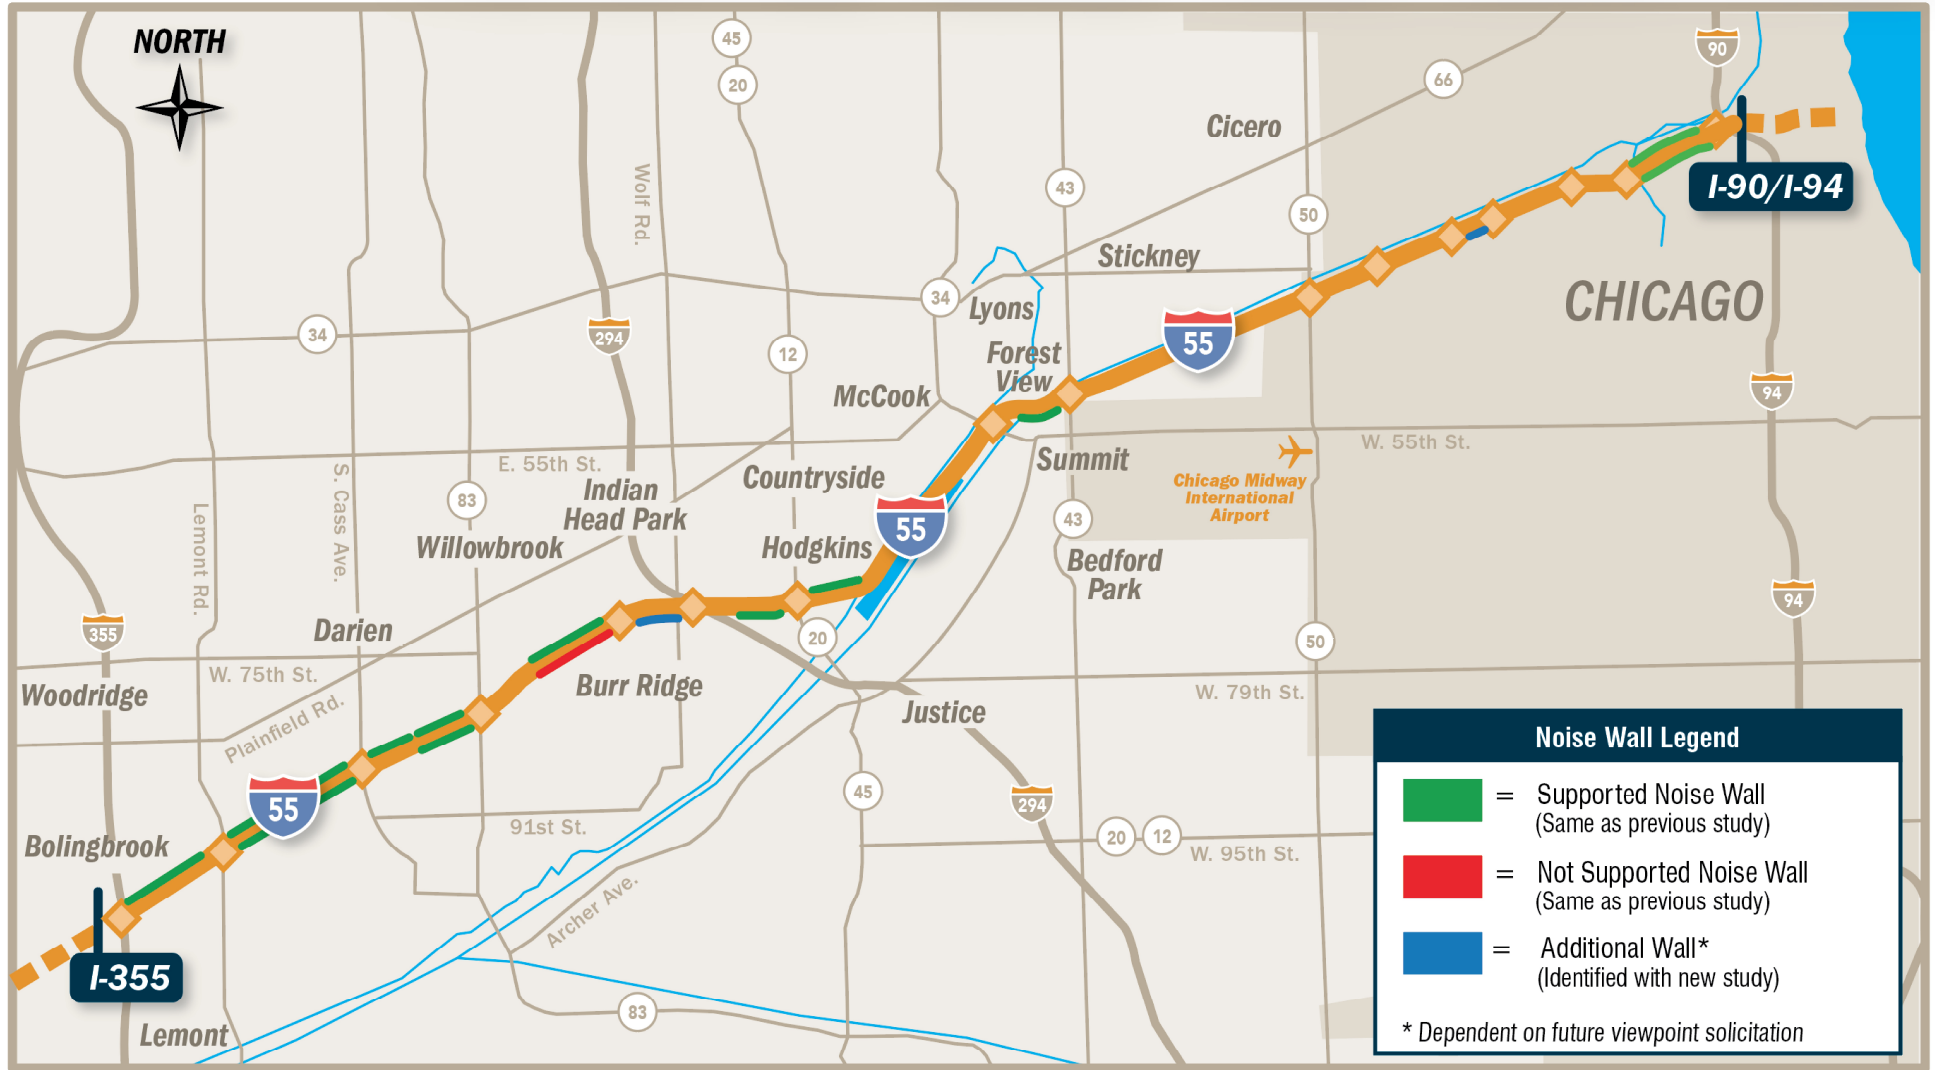 NORTH
45
20
90
66
Cicero
I-90/I-94
43
Wolf Rd.
50
Stickney
34
Lyons
CHICAGO
34
294
12
55
Forest
View
McCook
94
W. 55th St.
E. 55th St.
Summit
Countryside
Chicago Midway
International
Airport
S. Cass Ave.
83
Indian
Head Park
Lemont Rd.
43
55
Willowbrook
Hodgkins
Bedford
Park
94
355
Darien
20
50
W. 75th St.
Woodridge
Burr Ridge
W. 79th St.
Plainfield Rd.
Justice
55
45
294
91st St.
20
12
W. 95th St.
Bolingbrook
Archer Ave.
I-355
83
Lemont
Noise Wall Legend
= Supported Noise Wall
(Same as previous study)
= Not Supported Noise Wall
(Same as previous study)
= Additional Wall*
(Identified with new study)
* Dependent on future viewpoint solicitation